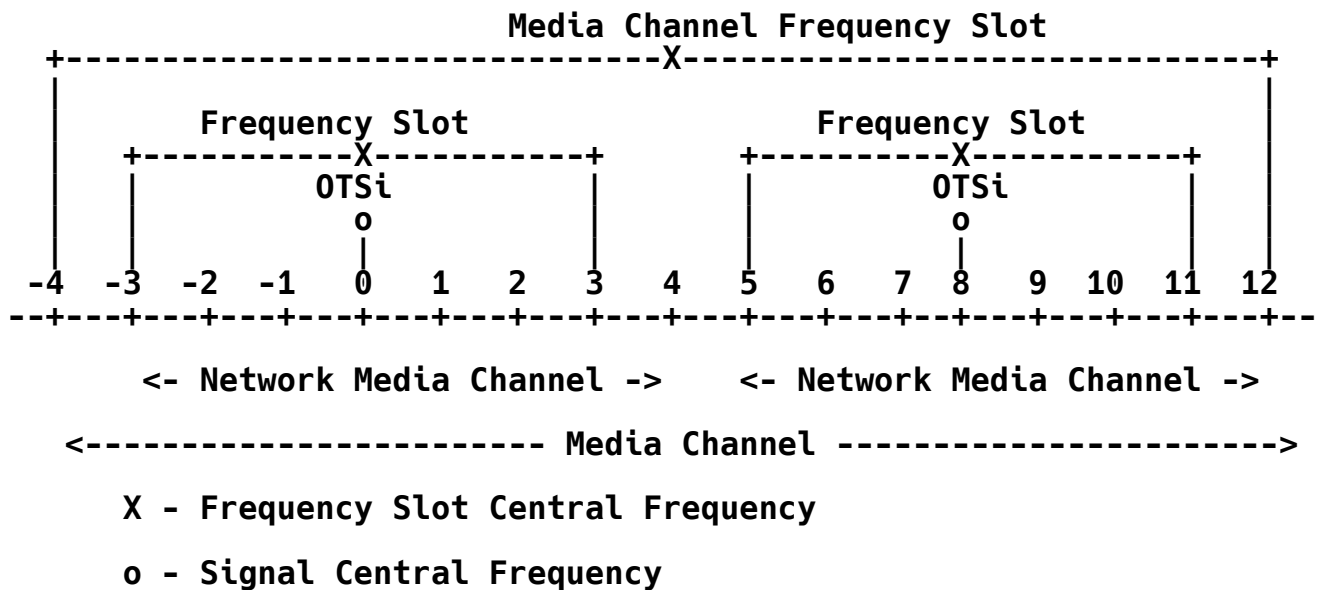 Media Channel Frequency Slot
  +-------------------------------X------------------------------+
  |                                                              |
  |       Frequency Slot                  Frequency Slot         |
  |   +-----------X-----------+       +----------X-----------+   |
  |   |         OTSi          |       |         OTSi         |   |
  |   |           o           |       |          o           |   |
  |   |           |           |       |          |           |   |
 -4  -3  -2  -1   0   1   2   3   4   5   6   7  8   9  10  11  12
--+---+---+---+---+---+---+---+---+---+---+---+--+---+---+---+---+--
       <- Network Media Channel ->    <- Network Media Channel ->
   <------------------------ Media Channel ----------------------->
      X - Frequency Slot Central Frequency
      o - Signal Central Frequency